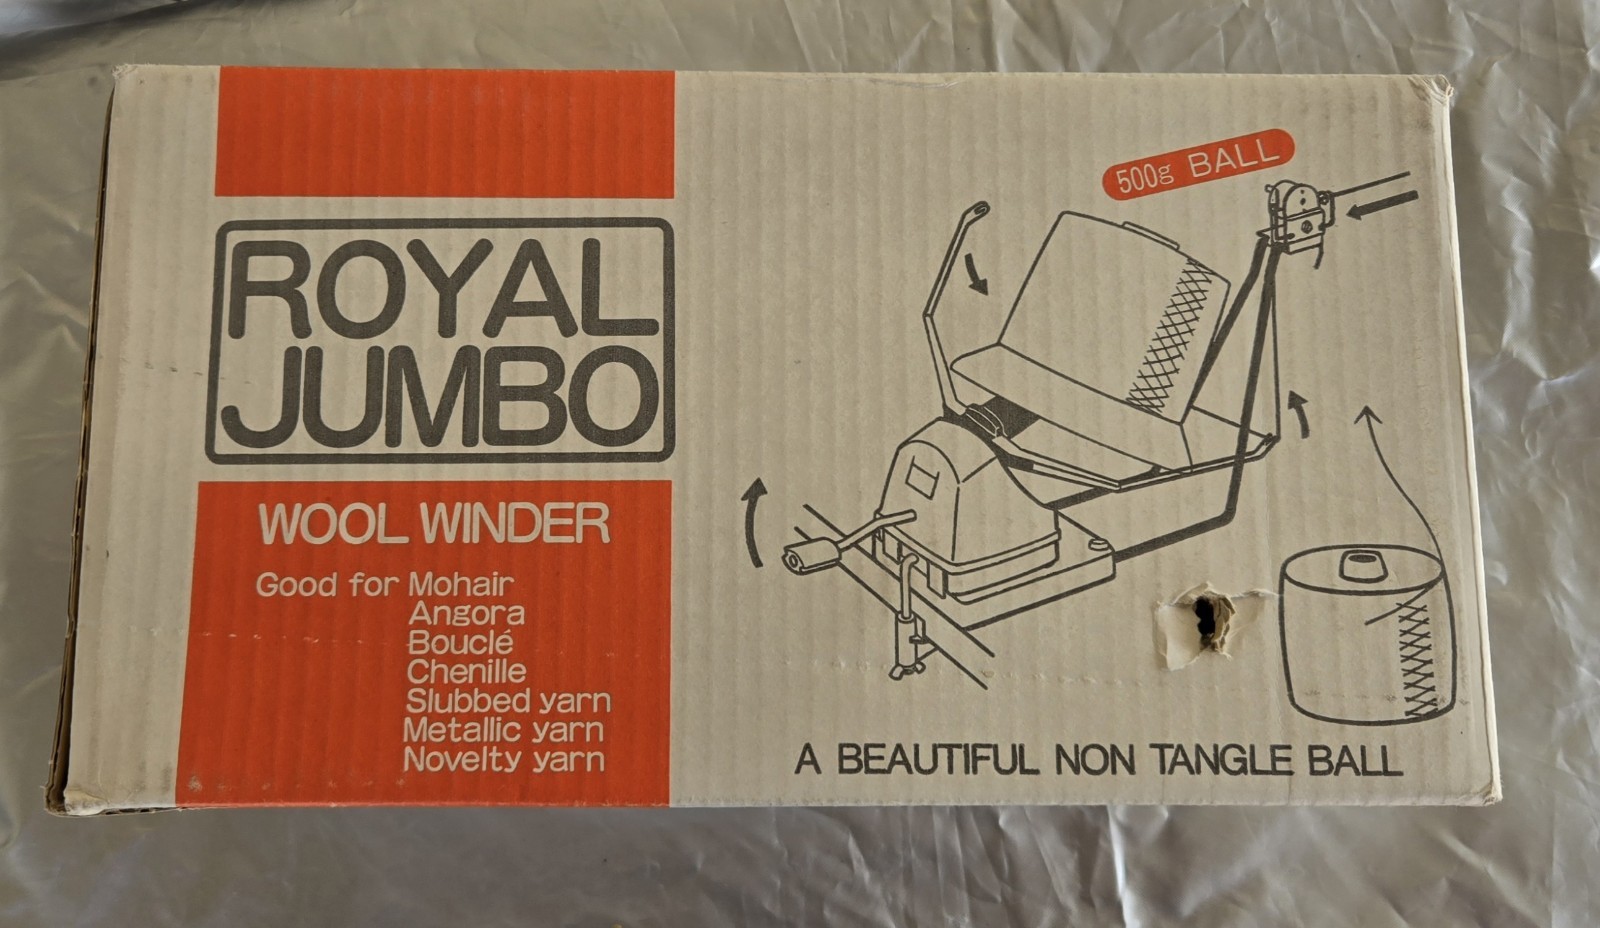 ROYAL
JUMBO
WOOL WINDER
Good for Mohair
Angora
Bouclé
Chenille
Slubbed yarn
Metallic yarn
Novelty yarn
500g BALL
A BEAUTIFUL NON TANGLE BALL